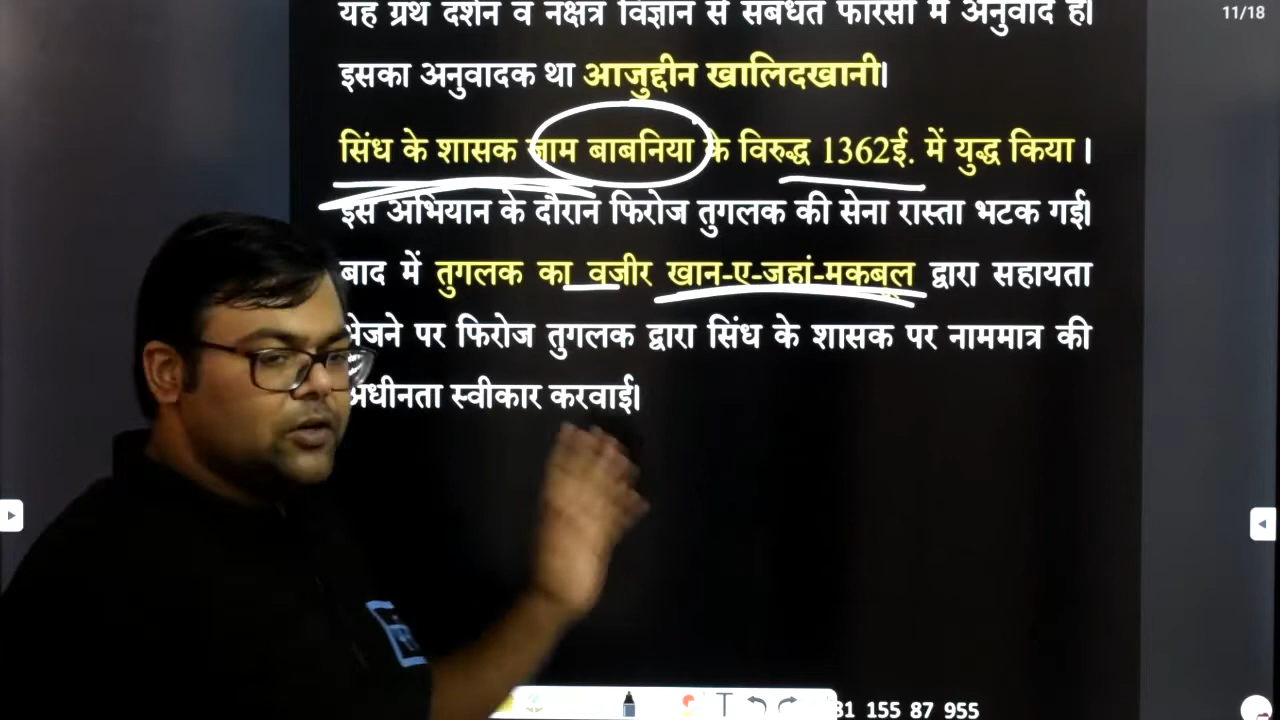 11/18
यह ग्रंथ दर्शन व नक्षत्र विज्ञान से संबंधत फारसी में अनुवाद है।
इसका अनुवादक था आजुद्दीन खालिदखानी।
सिंध के शासक जाम बाबनिया के विरुद्ध 1362ई. में युद्ध किया ।
इस अभियान के दौरान फिरोज तुगलक की सेना रास्ता भटक गई।
बाद में तुगलक का वजीर खान-ए-जहां-मकबूल द्वारा सहायता
भेजने पर फिरोज तुगलक द्वारा सिंध के शासक पर नाममात्र की
अधीनता स्वीकार करवाई।
T
81 155 87 955